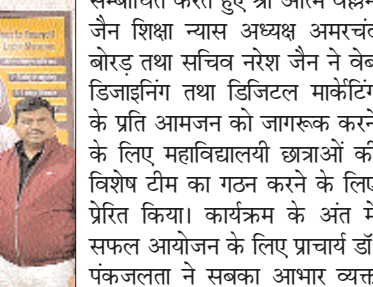 सम्बोधित करते हुए श्री आत्म वल्लभ
जैन शिक्षा न्यास अध्यक्ष अमरचंद
बोरड़ तथा सचिव नरेश जैन ने वेब
डिजाइनिंग तथा डिजिटल मार्केटिंग
के प्रति आमजन को जागरूक करने
के लिए महाविद्यालयी छात्राओं की
विशेष टीम का गठन करने के लिए
प्रेरित किया। कार्यक्रम के अंत में
सफल आयोजन के लिए प्राचार्य डॉ
पंकजलता ने सबका आभार व्यक्त